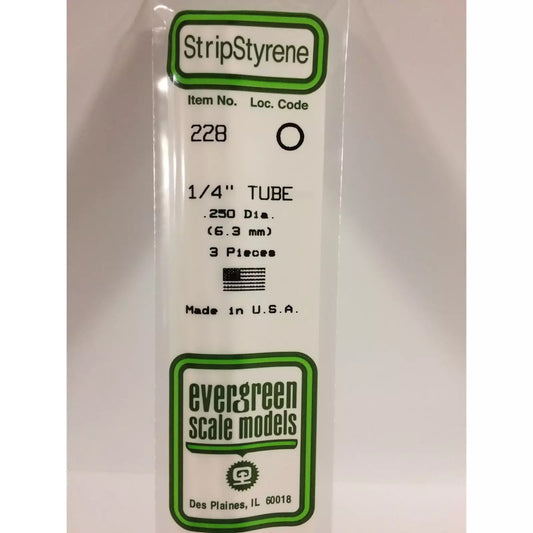 StripStyrene
Item No. Loc. Code
228
1/4" TUBE
.250 Dia.
(6.3 mm)
3 Pieces
Made in U.S.A.
evergreen
scale models
Des Plaines, IL 60018